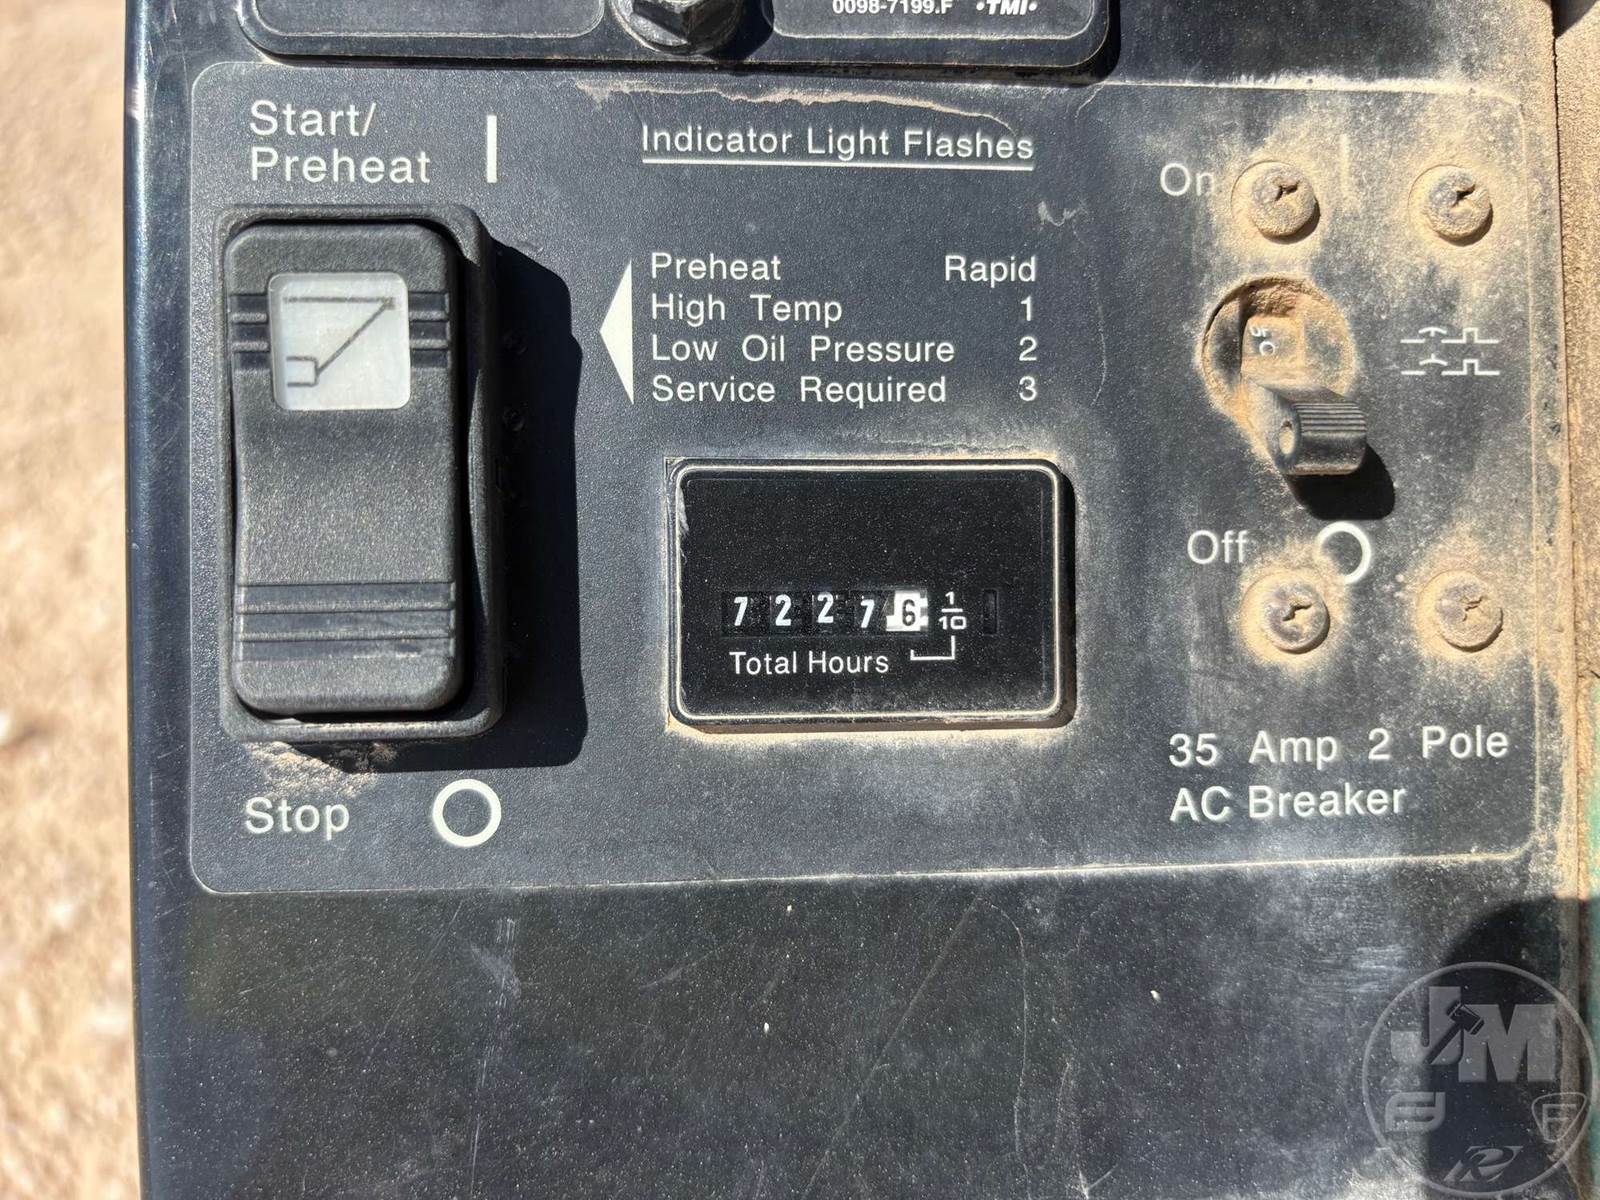 0098-7199.F •TMI•
Start/
Preheat
Indicator Light Flashes
Preheat Rapid
High Temp 1
Low Oil Pressure 2
Service Required 3
On
Off
7 2 2 7 6 1/10
Total Hours
Stop
35 Amp 2 Pole
AC Breaker
JM